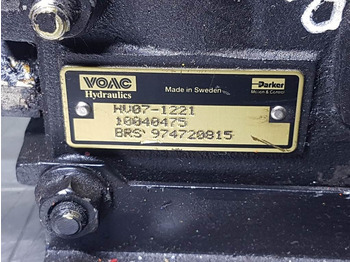 VOAC
Hydraulics
Made in Sweden
Parker
HV07-1221
10040475
BRS 974720815